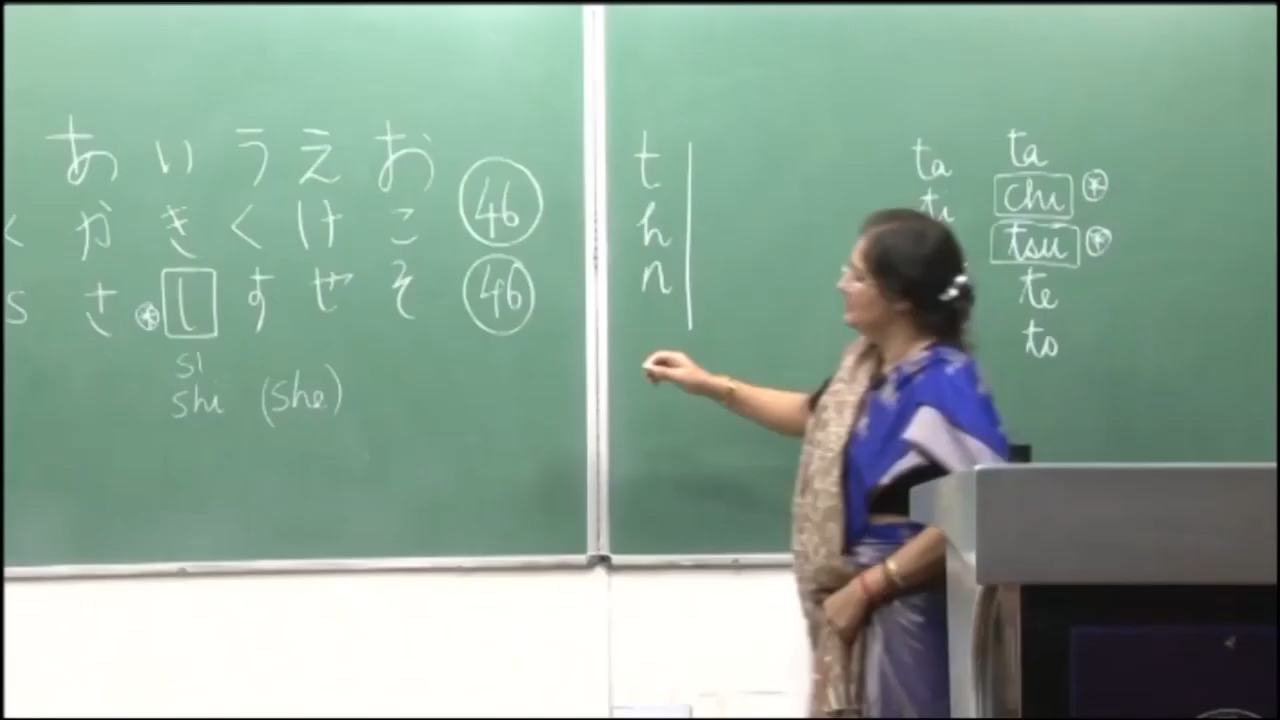 あ い う え お 46
k か き く け こ
s さ * し す せ そ 46
si
shi (she)
t
h
n
ta
ti
ta
chi *
tsu *
te
to